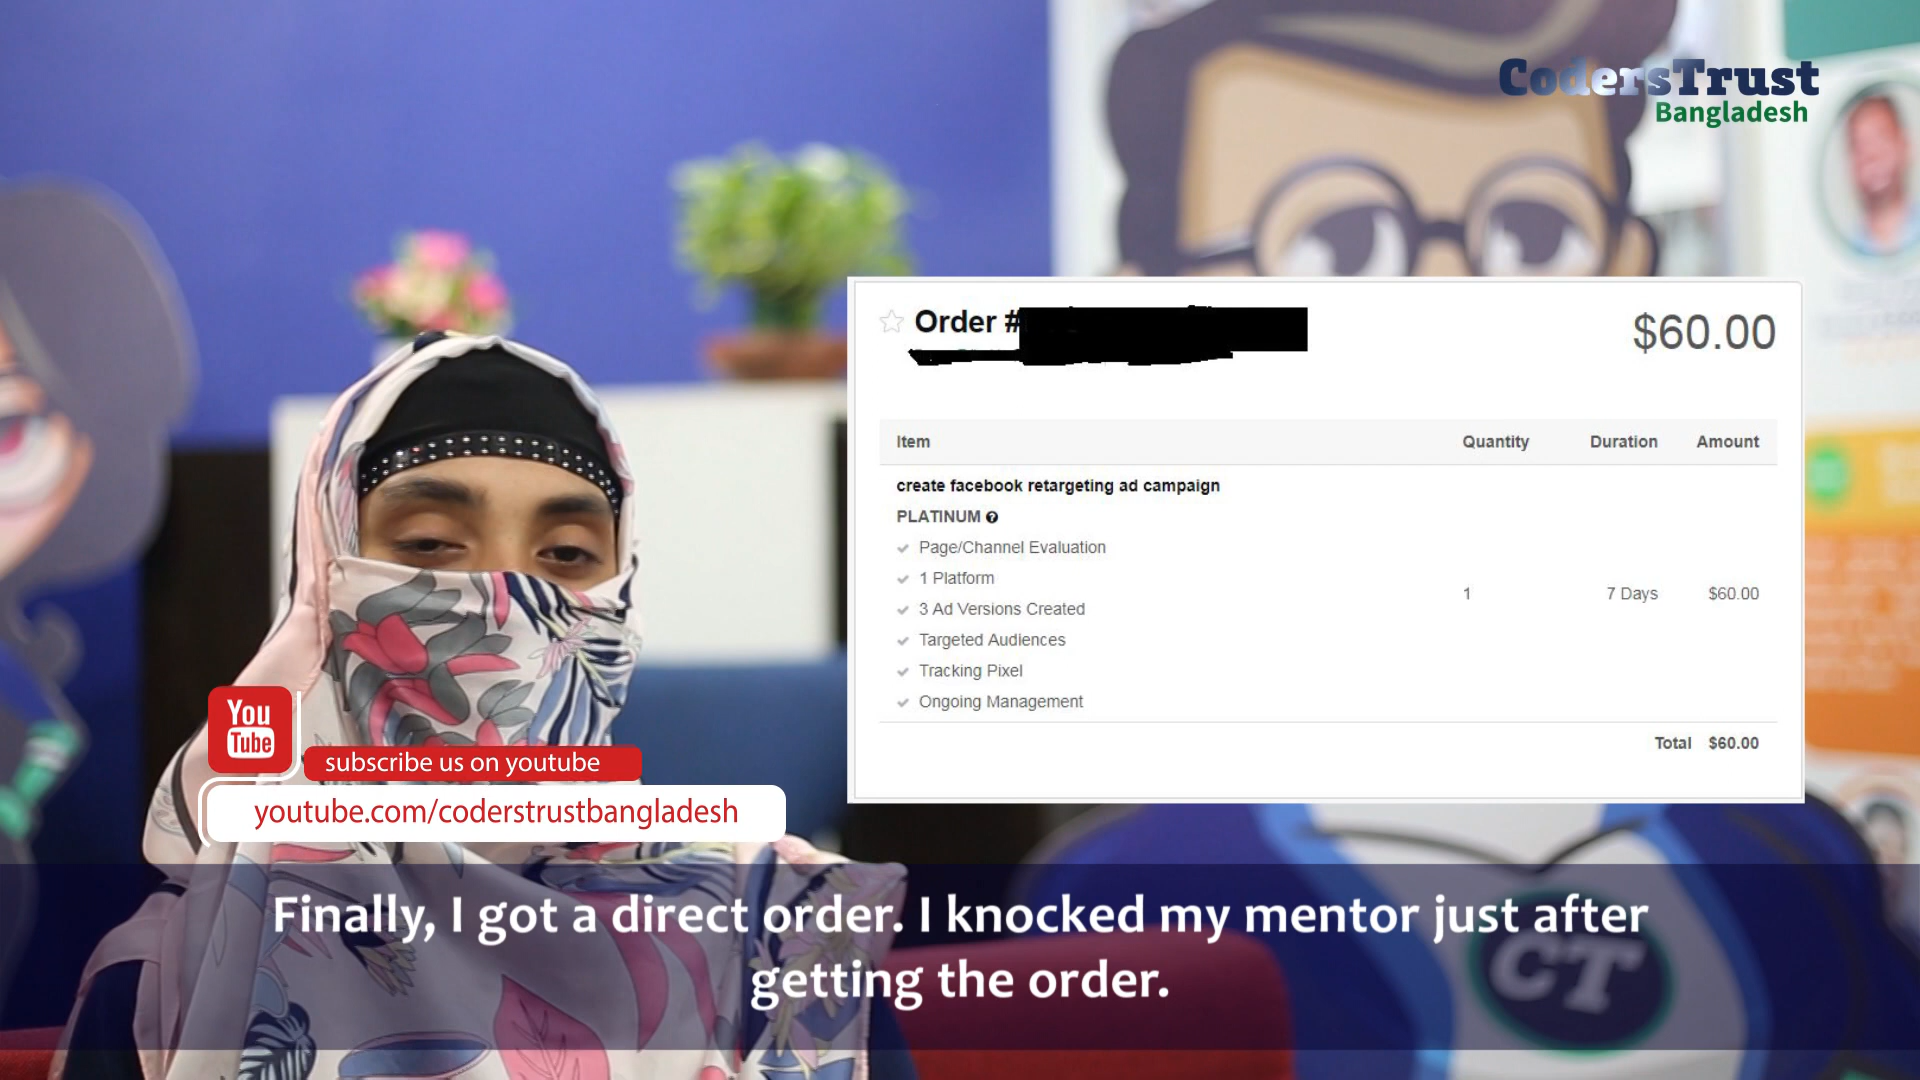 CodersTrust
Bangladesh
Order #
$60.00
Item Quantity Duration Amount
create facebook retargeting ad campaign
PLATINUM ?
Page/Channel Evaluation
1 Platform
3 Ad Versions Created
Targeted Audiences
Tracking Pixel
Ongoing Management
1 7 Days $60.00
Total $60.00
You
Tube
subscribe us on youtube
youtube.com/coderstrustbangladesh
Finally, I got a direct order. I knocked my mentor just after
getting the order.
CT